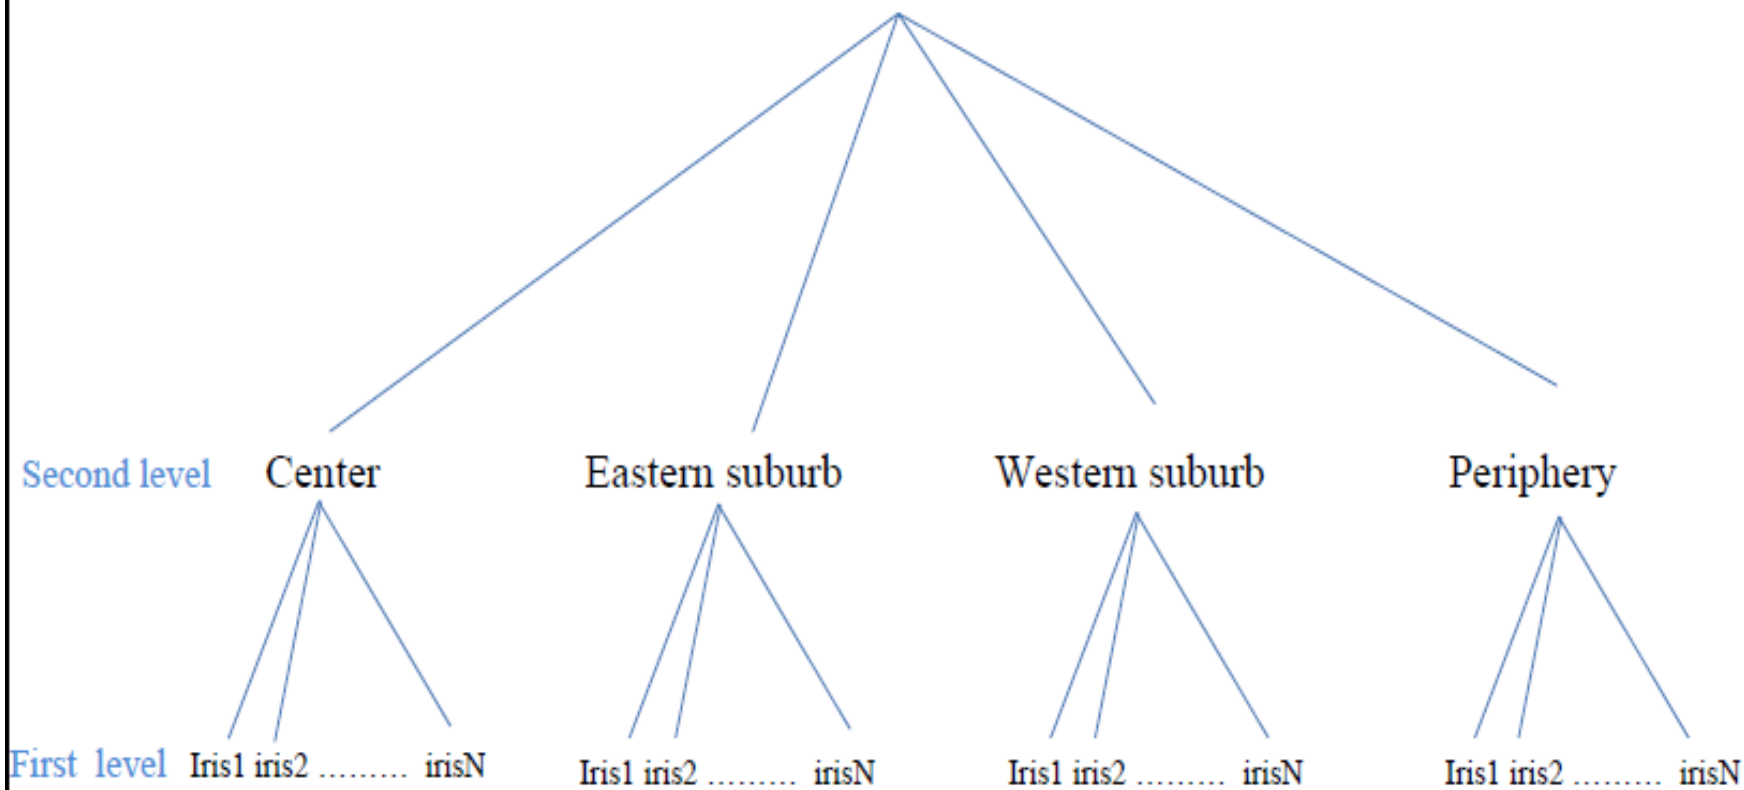 Second level Center Eastern suburb Western suburb Periphery
First level Iris1 iris2 ……… irisN Iris1 iris2 ……… irisN Iris1 iris2 ……… irisN Iris1 iris2 ……… irisN